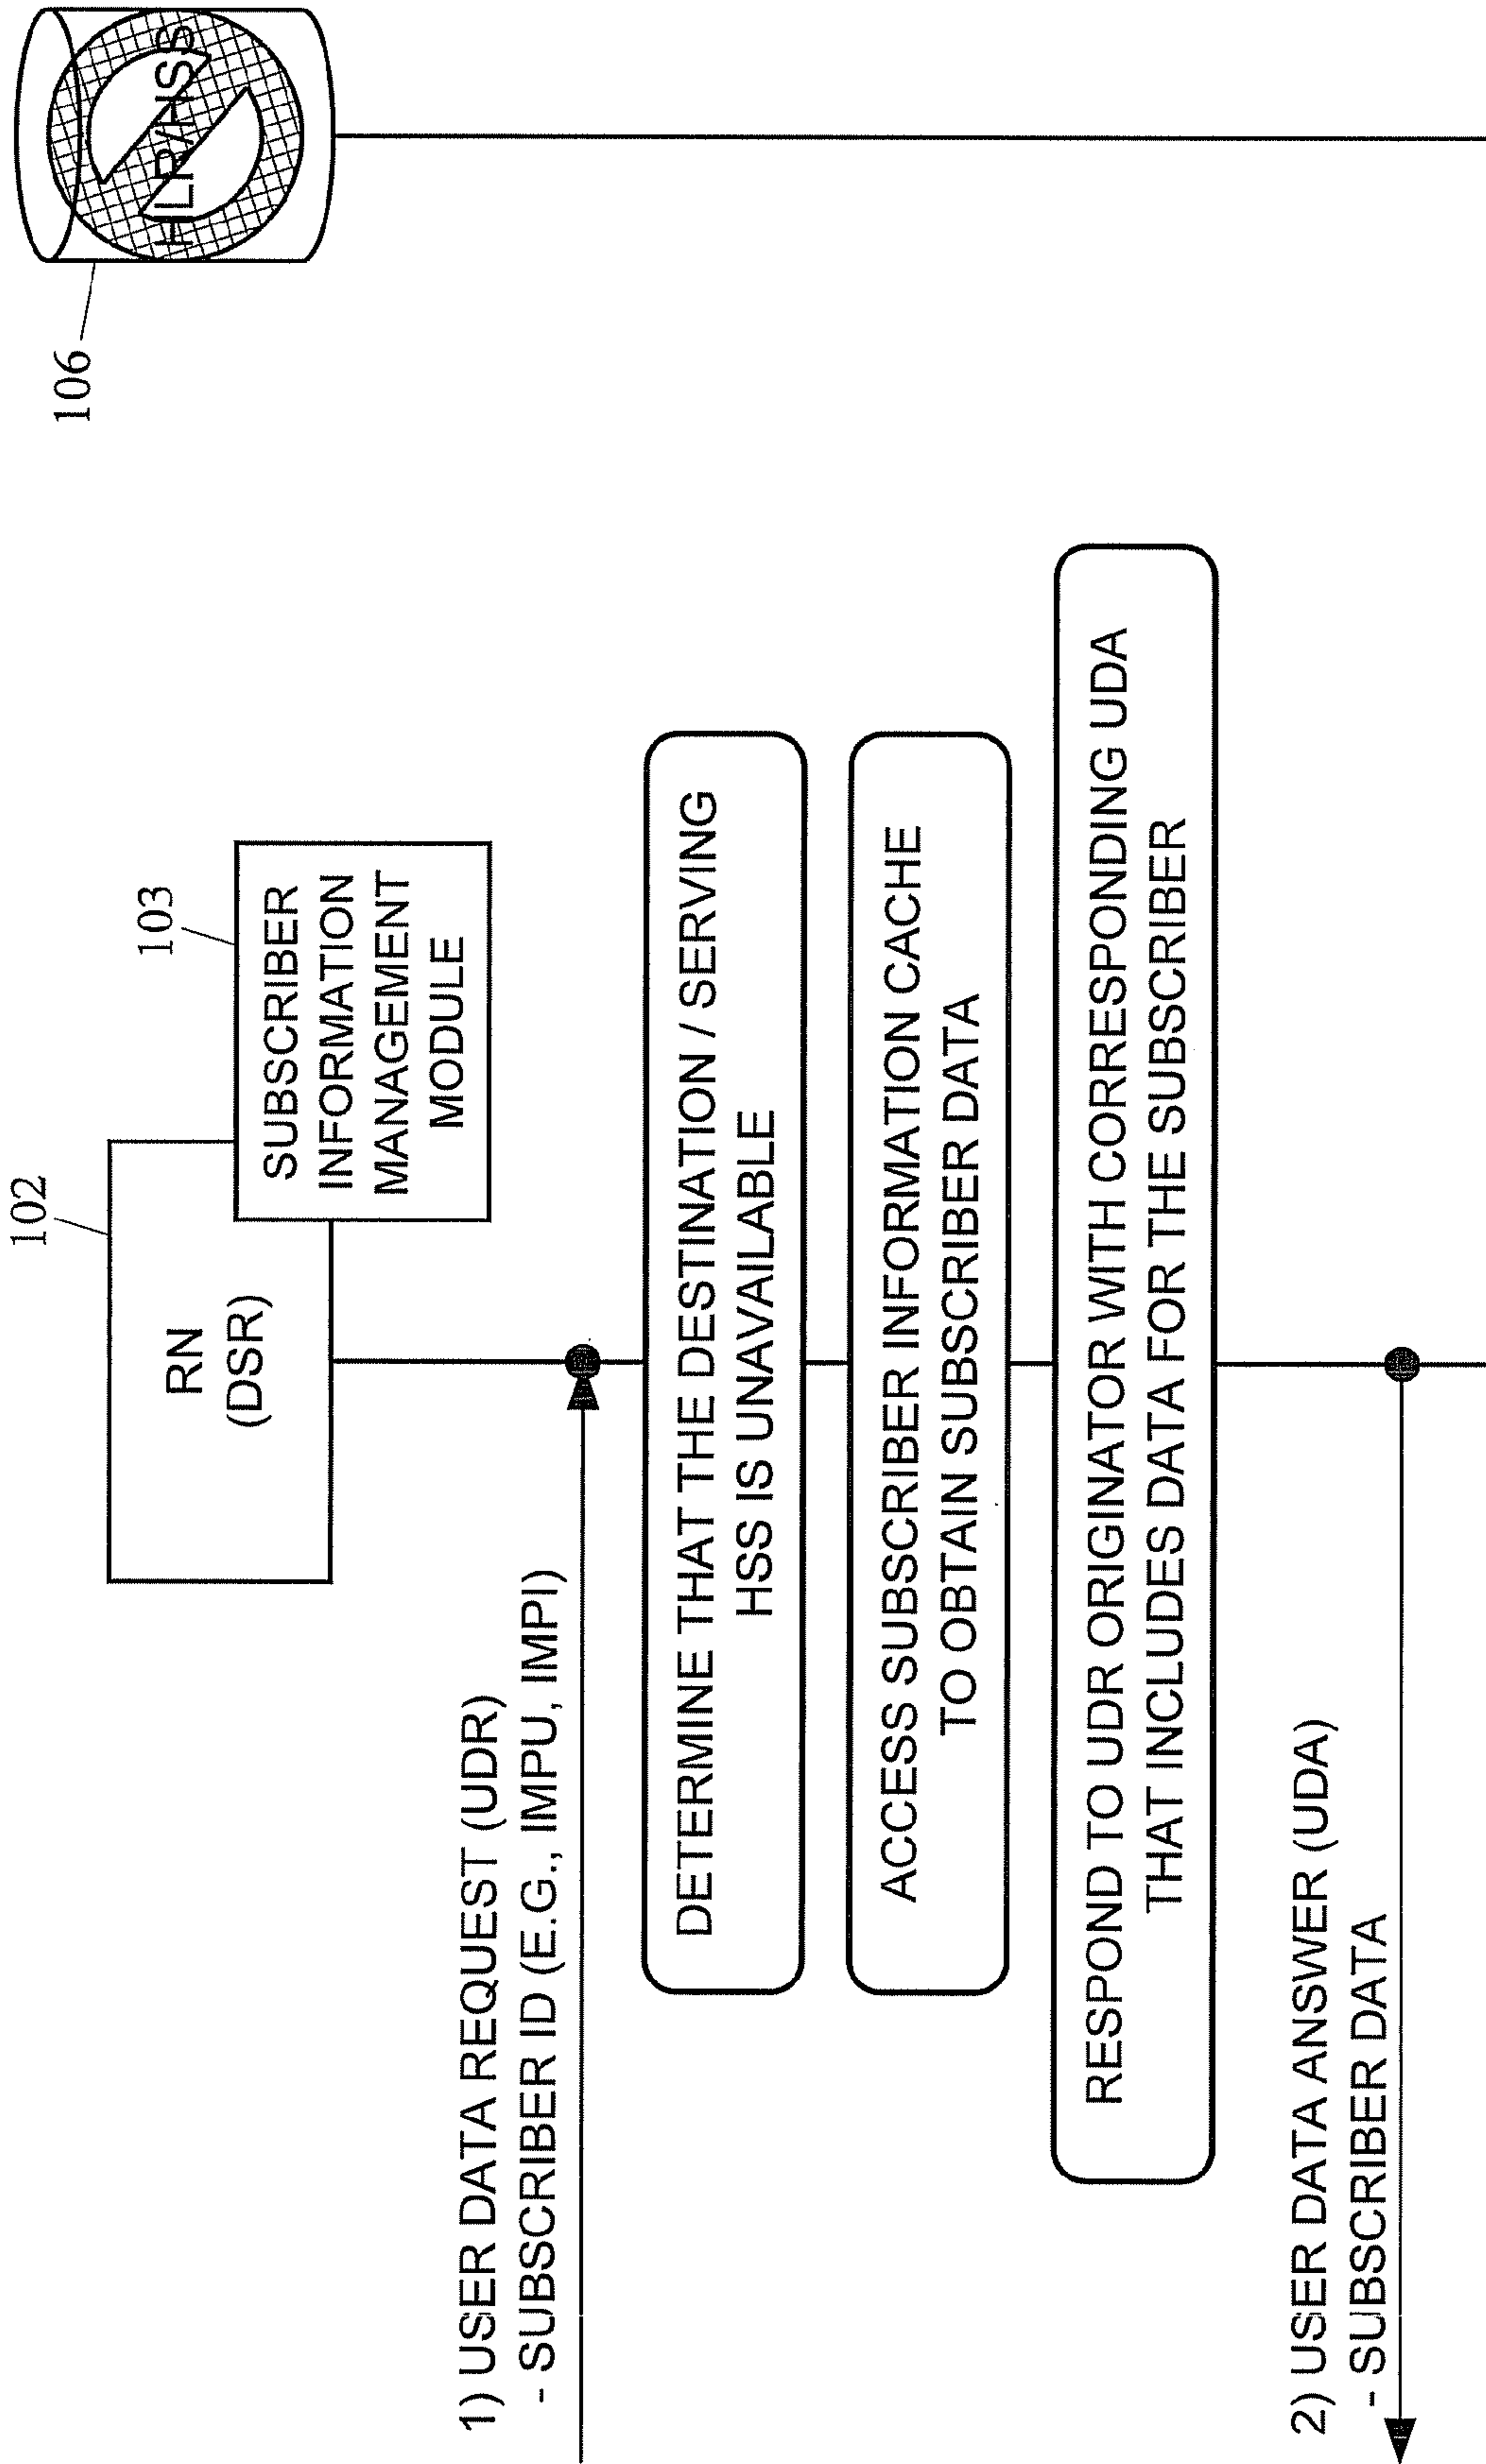 102
RN
(DSR)
103
SUBSCRIBER
INFORMATION
MANAGEMENT
MODULE
106
HLR/HSS
1) USER DATA REQUEST (UDR)
- SUBSCRIBER ID (E.G., IMPU, IMPI)
DETERMINE THAT THE DESTINATION / SERVING
HSS IS UNAVAILABLE
ACCESS SUBSCRIBER INFORMATION CACHE
TO OBTAIN SUBSCRIBER DATA
RESPOND TO UDR ORIGINATOR WITH CORRESPONDING UDA
THAT INCLUDES DATA FOR THE SUBSCRIBER
2) USER DATA ANSWER (UDA)
- SUBSCRIBER DATA